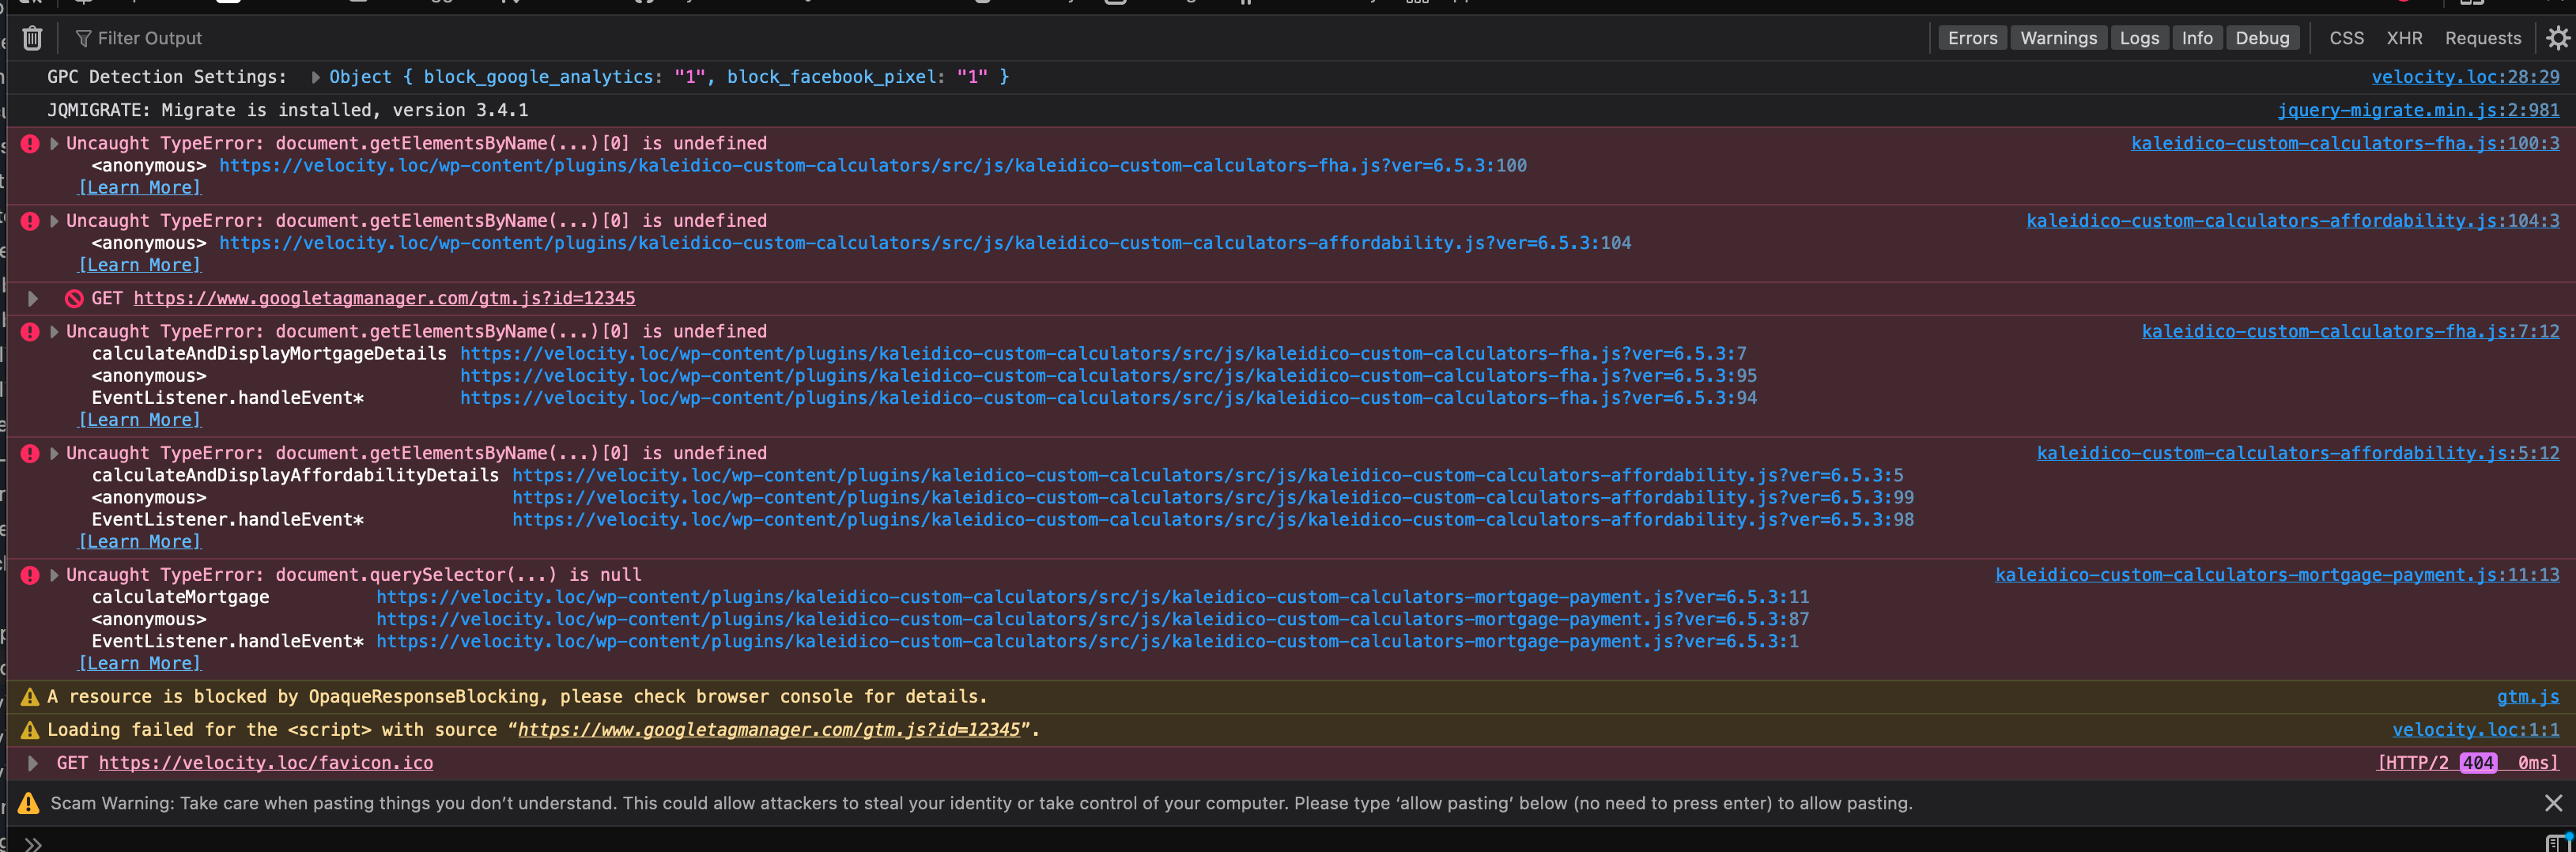 Filter Output
Errors Warnings Logs Info Debug CSS XHR Requests
GPC Detection Settings: Object { block_google_analytics: "1", block_facebook_pixel: "1" } velocity.loc:28:29
JQMIGRATE: Migrate is installed, version 3.4.1 jquery-migrate.min.js:2:981
Uncaught TypeError: document.getElementsByName(...)[0] is undefined kaleidico-custom-calculators-fha.js:100:3
<anonymous> https://velocity.loc/wp-content/plugins/kaleidico-custom-calculators/src/js/kaleidico-custom-calculators-fha.js?ver=6.5.3:100
[Learn More]
Uncaught TypeError: document.getElementsByName(...)[0] is undefined kaleidico-custom-calculators-affordability.js:104:3
<anonymous> https://velocity.loc/wp-content/plugins/kaleidico-custom-calculators/src/js/kaleidico-custom-calculators-affordability.js?ver=6.5.3:104
[Learn More]
GET https://www.googletagmanager.com/gtm.js?id=12345
Uncaught TypeError: document.getElementsByName(...)[0] is undefined kaleidico-custom-calculators-fha.js:7:12
calculateAndDisplayMortgageDetails https://velocity.loc/wp-content/plugins/kaleidico-custom-calculators/src/js/kaleidico-custom-calculators-fha.js?ver=6.5.3:7
<anonymous> https://velocity.loc/wp-content/plugins/kaleidico-custom-calculators/src/js/kaleidico-custom-calculators-fha.js?ver=6.5.3:95
EventListener.handleEvent* https://velocity.loc/wp-content/plugins/kaleidico-custom-calculators/src/js/kaleidico-custom-calculators-fha.js?ver=6.5.3:94
[Learn More]
Uncaught TypeError: document.getElementsByName(...)[0] is undefined kaleidico-custom-calculators-affordability.js:5:12
calculateAndDisplayAffordabilityDetails https://velocity.loc/wp-content/plugins/kaleidico-custom-calculators/src/js/kaleidico-custom-calculators-affordability.js?ver=6.5.3:5
<anonymous> https://velocity.loc/wp-content/plugins/kaleidico-custom-calculators/src/js/kaleidico-custom-calculators-affordability.js?ver=6.5.3:99
EventListener.handleEvent* https://velocity.loc/wp-content/plugins/kaleidico-custom-calculators/src/js/kaleidico-custom-calculators-affordability.js?ver=6.5.3:98
[Learn More]
Uncaught TypeError: document.querySelector(...) is null kaleidico-custom-calculators-mortgage-payment.js:11:13
calculateMortgage https://velocity.loc/wp-content/plugins/kaleidico-custom-calculators/src/js/kaleidico-custom-calculators-mortgage-payment.js?ver=6.5.3:11
<anonymous> https://velocity.loc/wp-content/plugins/kaleidico-custom-calculators/src/js/kaleidico-custom-calculators-mortgage-payment.js?ver=6.5.3:87
EventListener.handleEvent* https://velocity.loc/wp-content/plugins/kaleidico-custom-calculators/src/js/kaleidico-custom-calculators-mortgage-payment.js?ver=6.5.3:1
[Learn More]
A resource is blocked by OpaqueResponseBlocking, please check browser console for details. gtm.js
Loading failed for the <script> with source “https://www.googletagmanager.com/gtm.js?id=12345”. velocity.loc:1:1
GET https://velocity.loc/favicon.ico [HTTP/2 404 0ms]
Scam Warning: Take care when pasting things you don’t understand. This could allow attackers to steal your identity or take control of your computer. Please type ‘allow pasting’ below (no need to press enter) to allow pasting.